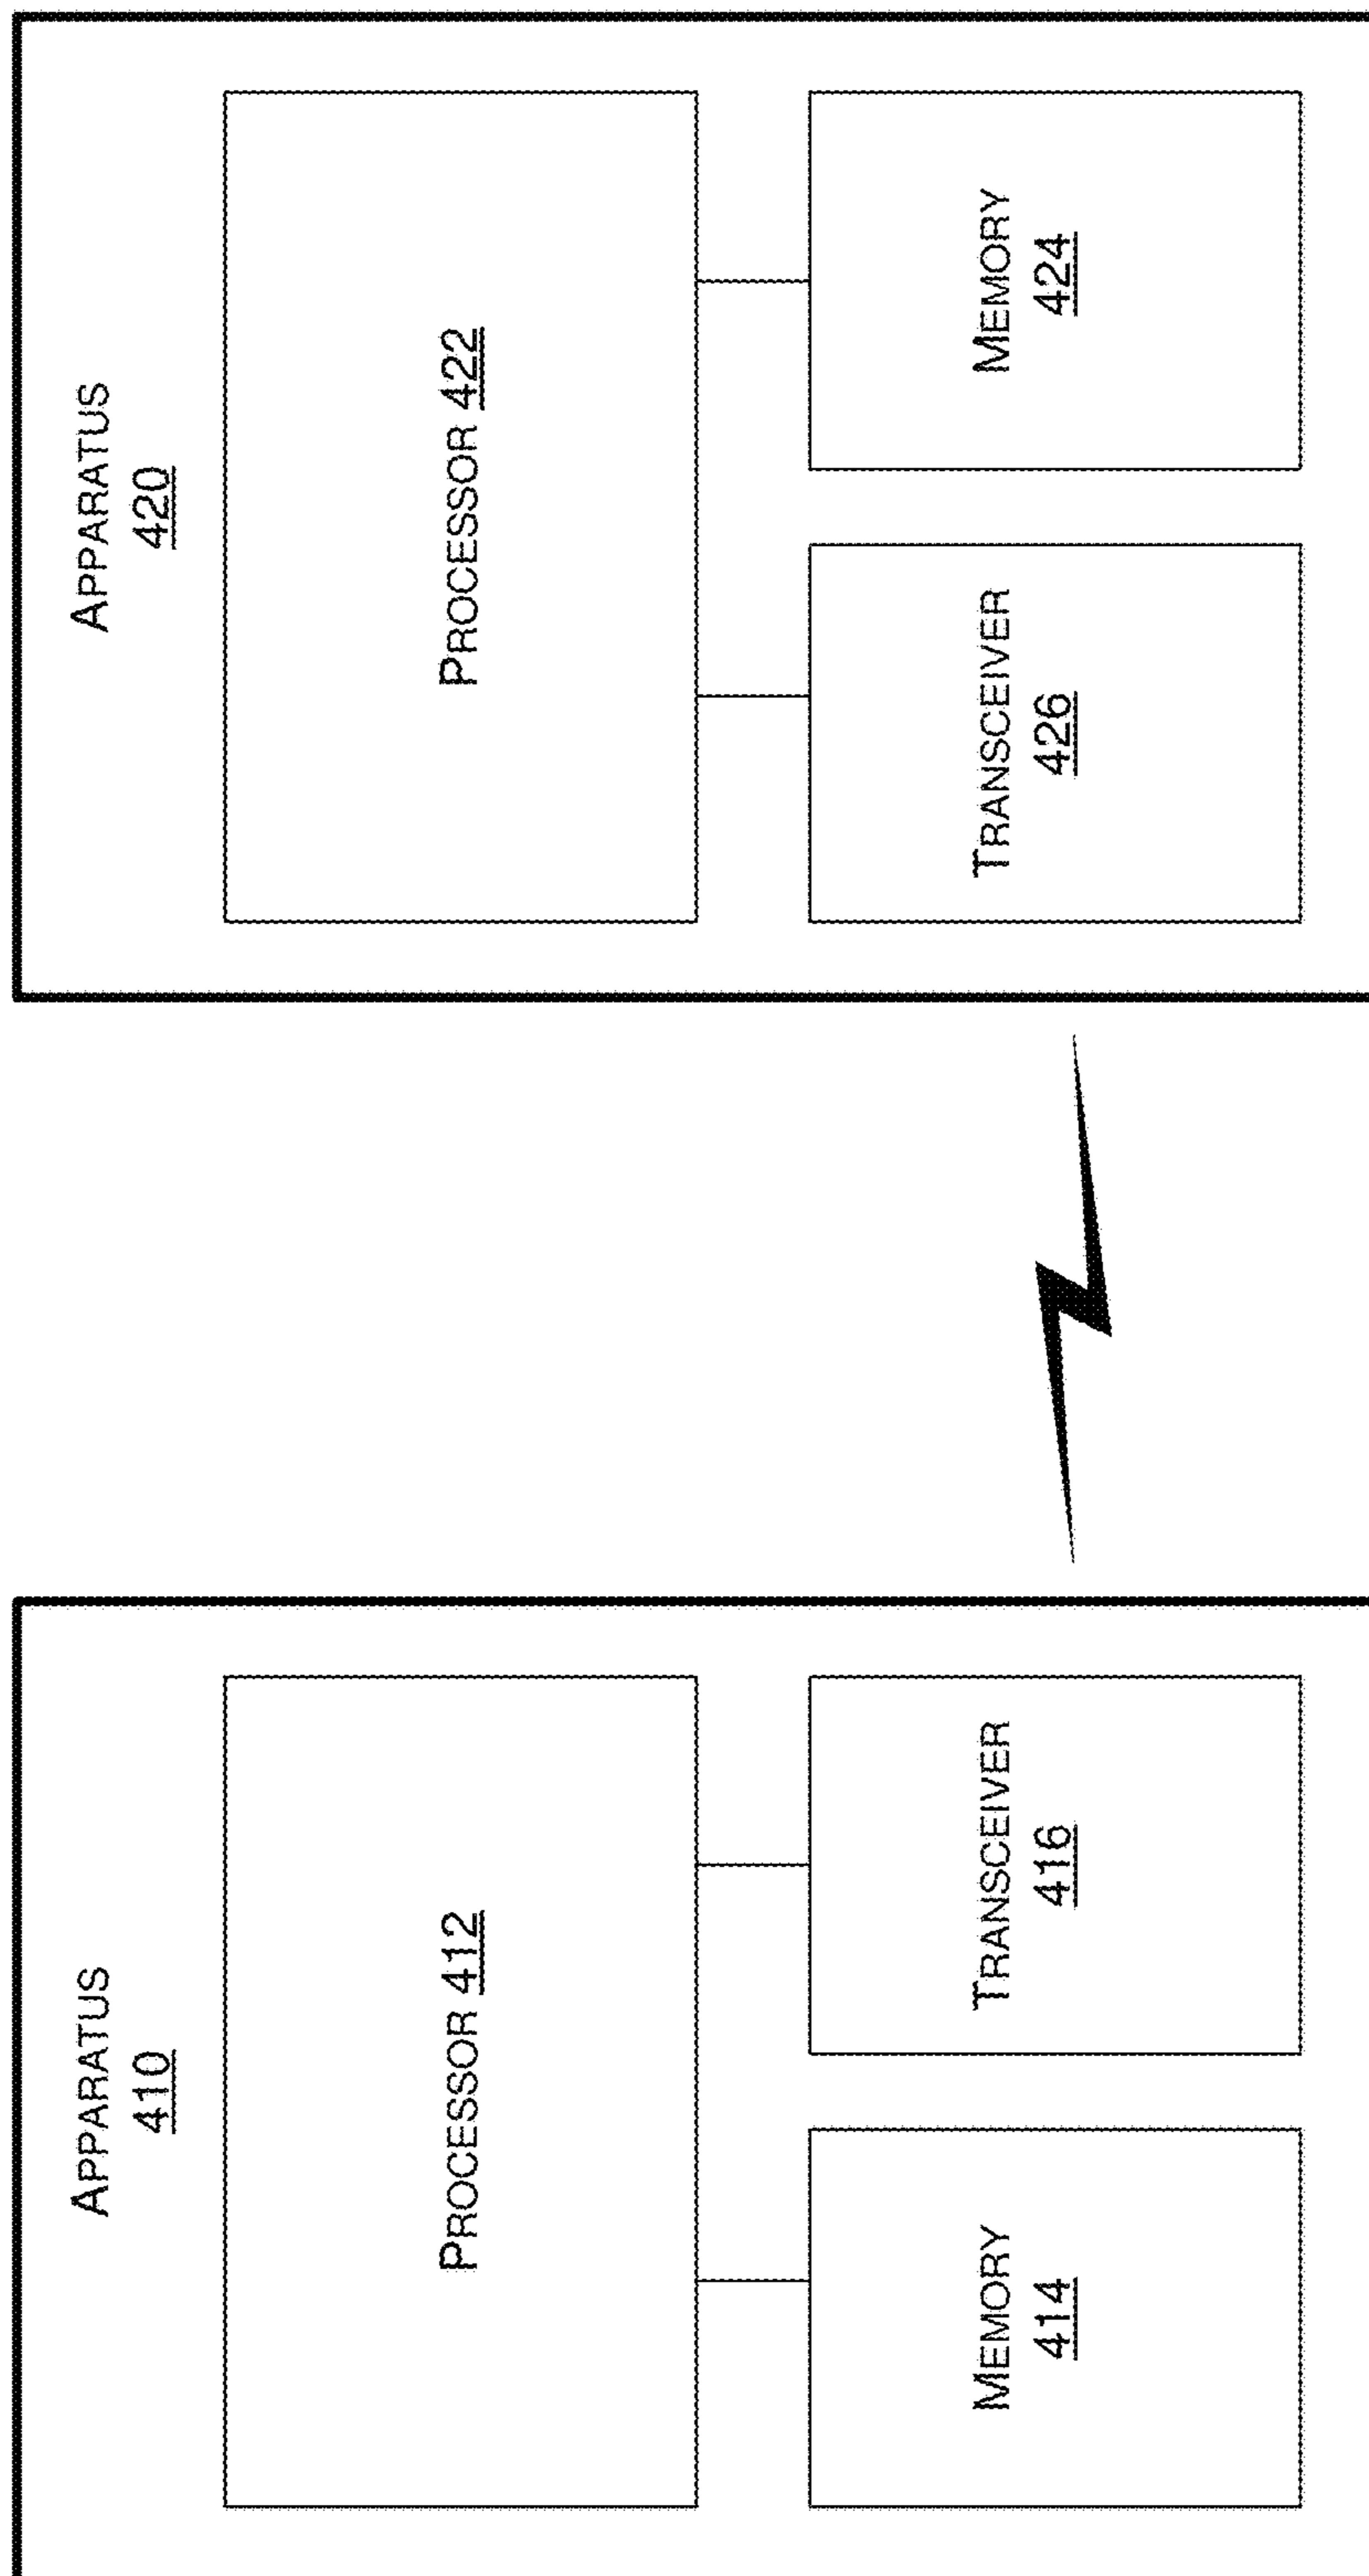 APPARATUS
410
PROCESSOR 412
MEMORY
414
TRANSCEIVER
416
APPARATUS
420
PROCESSOR 422
TRANSCEIVER
426
MEMORY
424